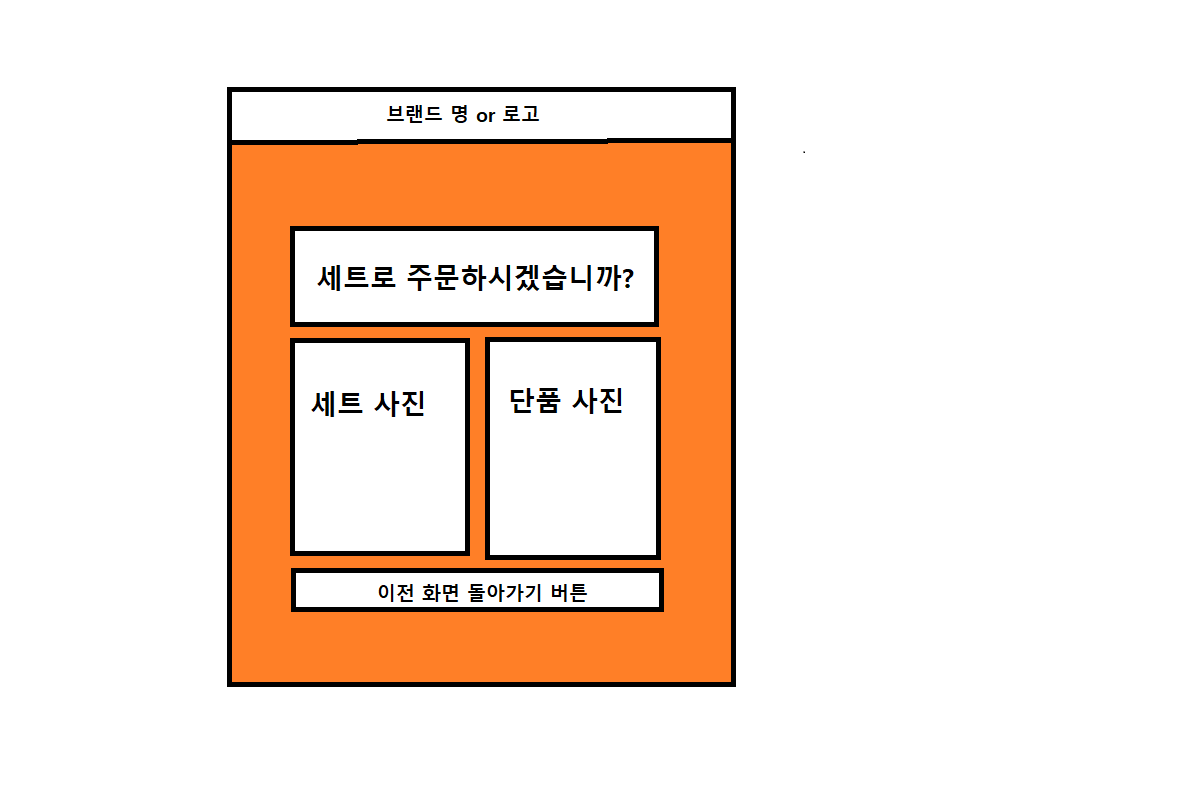 브랜드 명 or 로고
세트로 주문하시겠습니까?
세트 사진
단품 사진
이전 화면 돌아가기 버튼